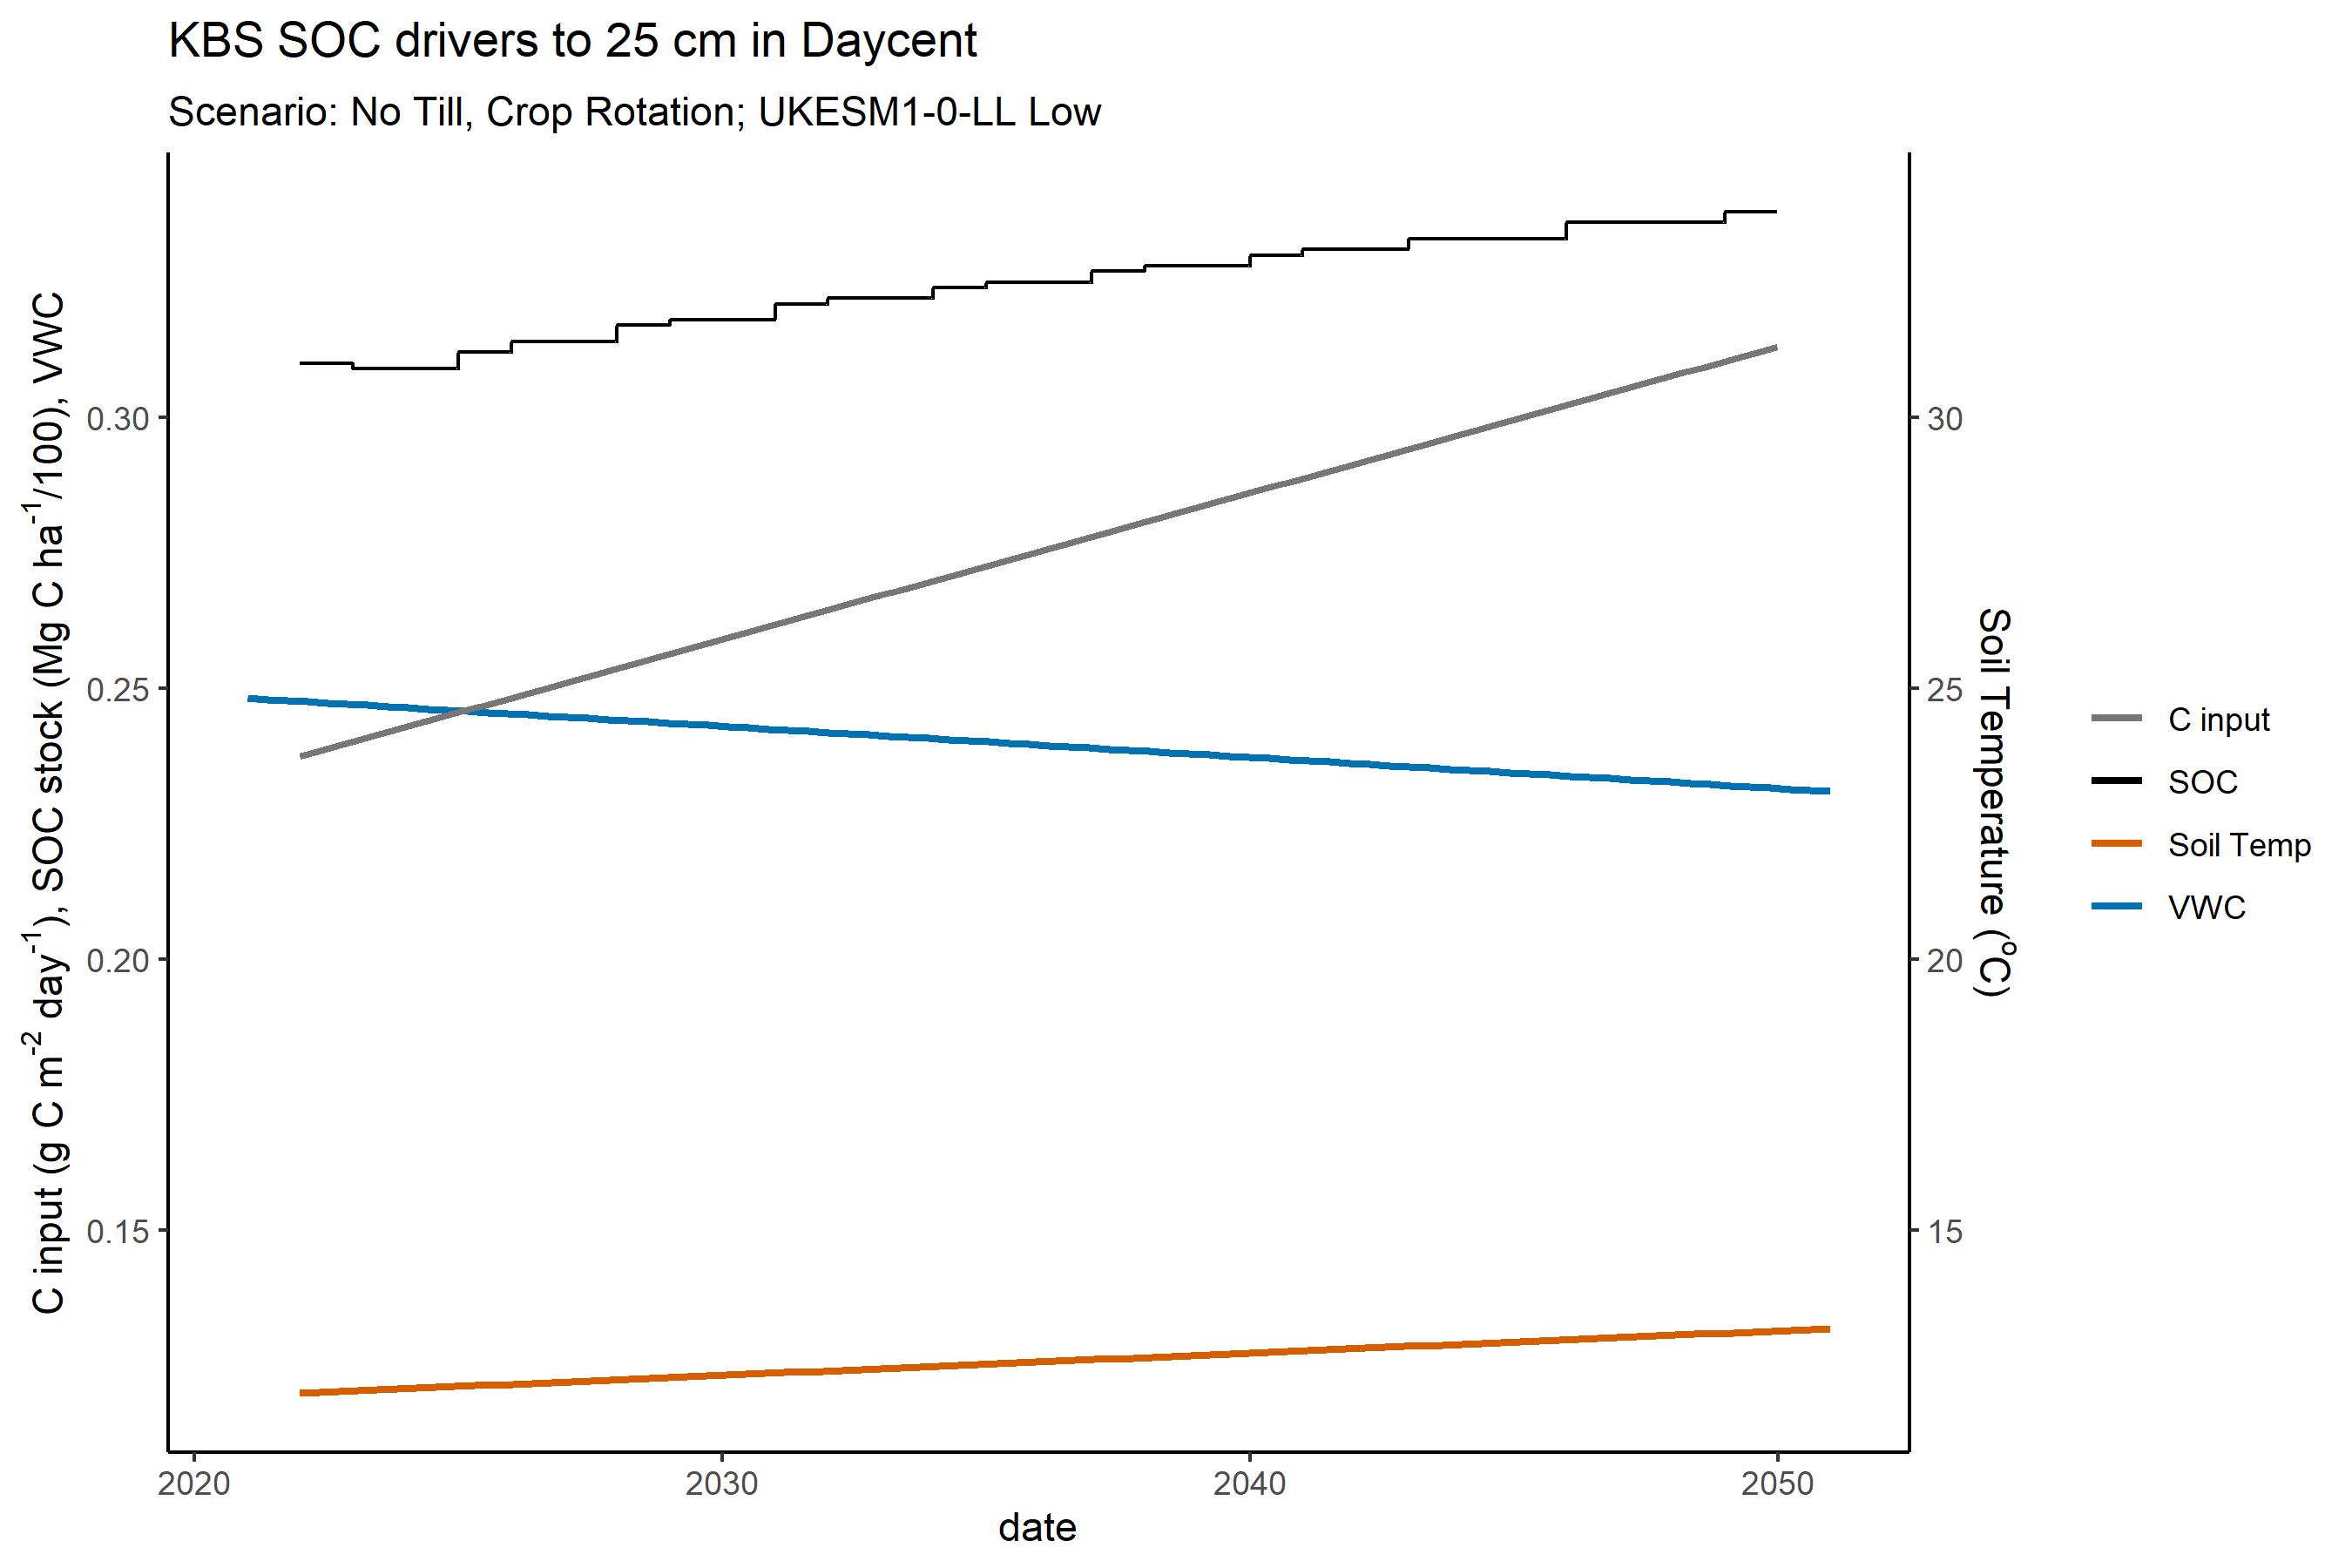 KBS SOC drivers to 25 cm in Daycent
Scenario: No Till, Crop Rotation; UKESM1-0-LL Low
C input (g C m⁻² day⁻¹), SOC stock (Mg C ha⁻¹/100), VWC
0.30
0.25
0.20
0.15
30
25
20
15
Soil Temperature (ºC)
C input
SOC
Soil Temp
VWC
2020
2030
2040
2050
date